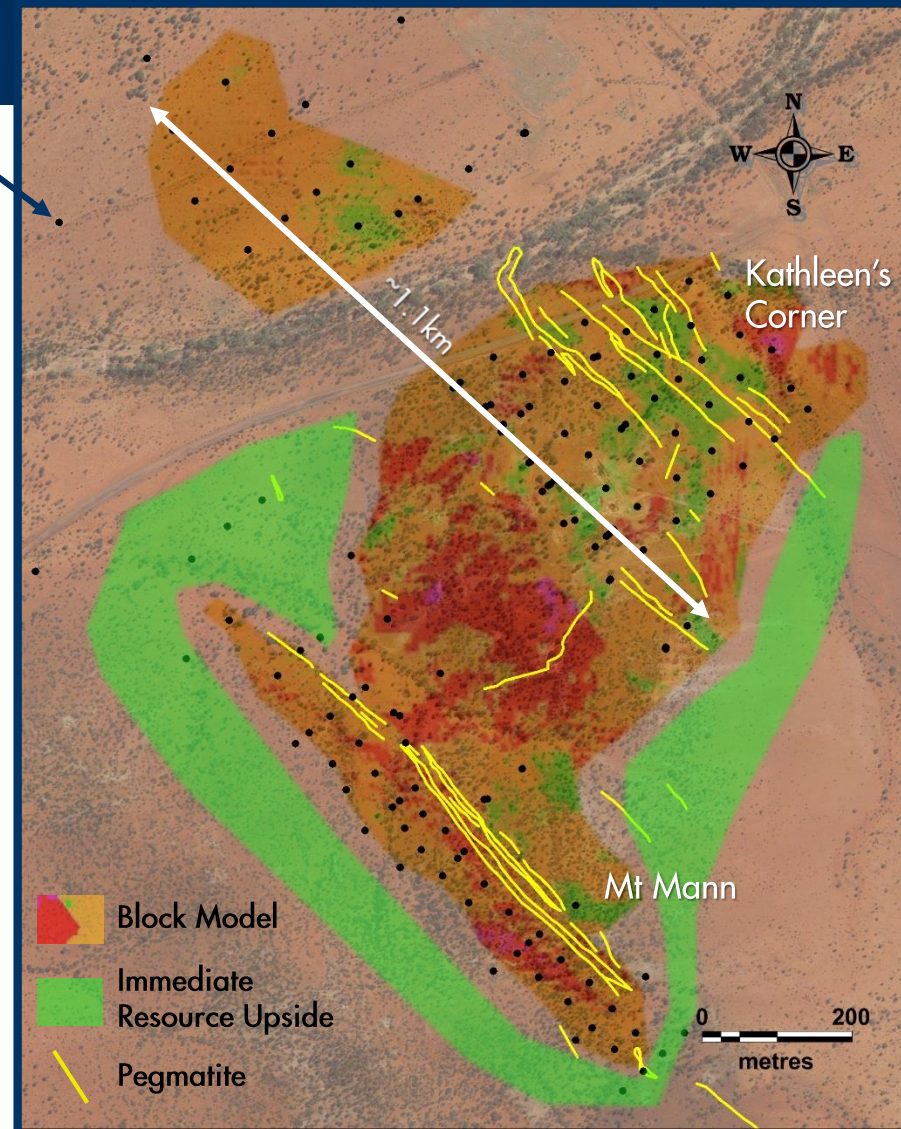 N
W E
S
Kathleen's
Corner
~1.1km
Mt Mann
Block Model
Immediate
Resource Upside
Pegmatite
0 200
metres